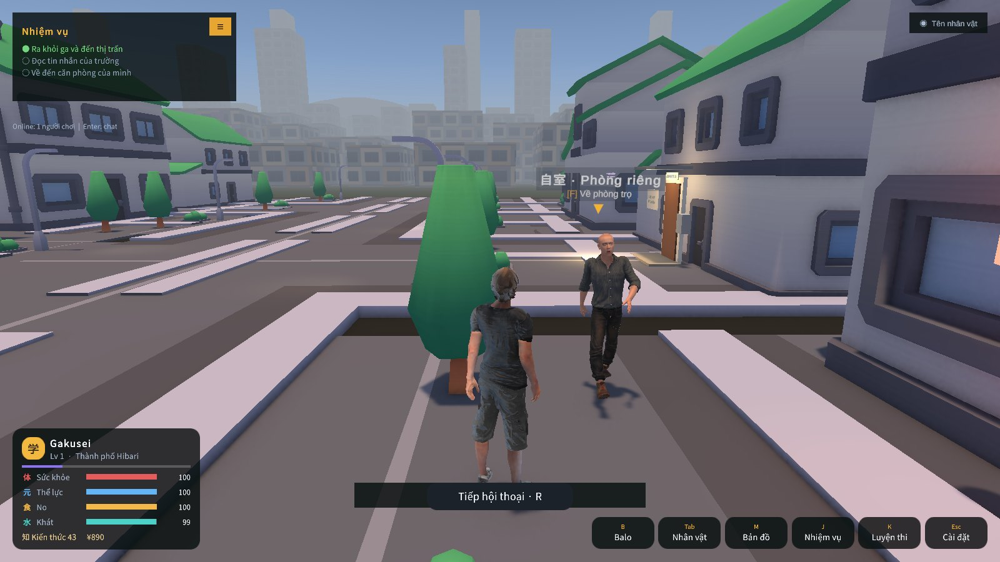 Nhiệm vụ
Ra khỏi ga và đến thị trấn
Đọc tin nhắn của trường
Về đến căn phòng của mình
Online: 1 người chơi | Enter: chat
Tên nhân vật
自室 · Phòng riêng
[F] Về phòng trọ
学
Gakusei
Lv 1 · Thành phố Hibari
体 Sức khỏe 100
元 Thể lực 100
食 No 100
水 Khát 99
知 Kiến thức 43 ¥890
Tiếp hội thoại · R
B
Balo
Tab
Nhân vật
M
Bản đồ
J
Nhiệm vụ
K
Luyện thi
Esc
Cài đặt